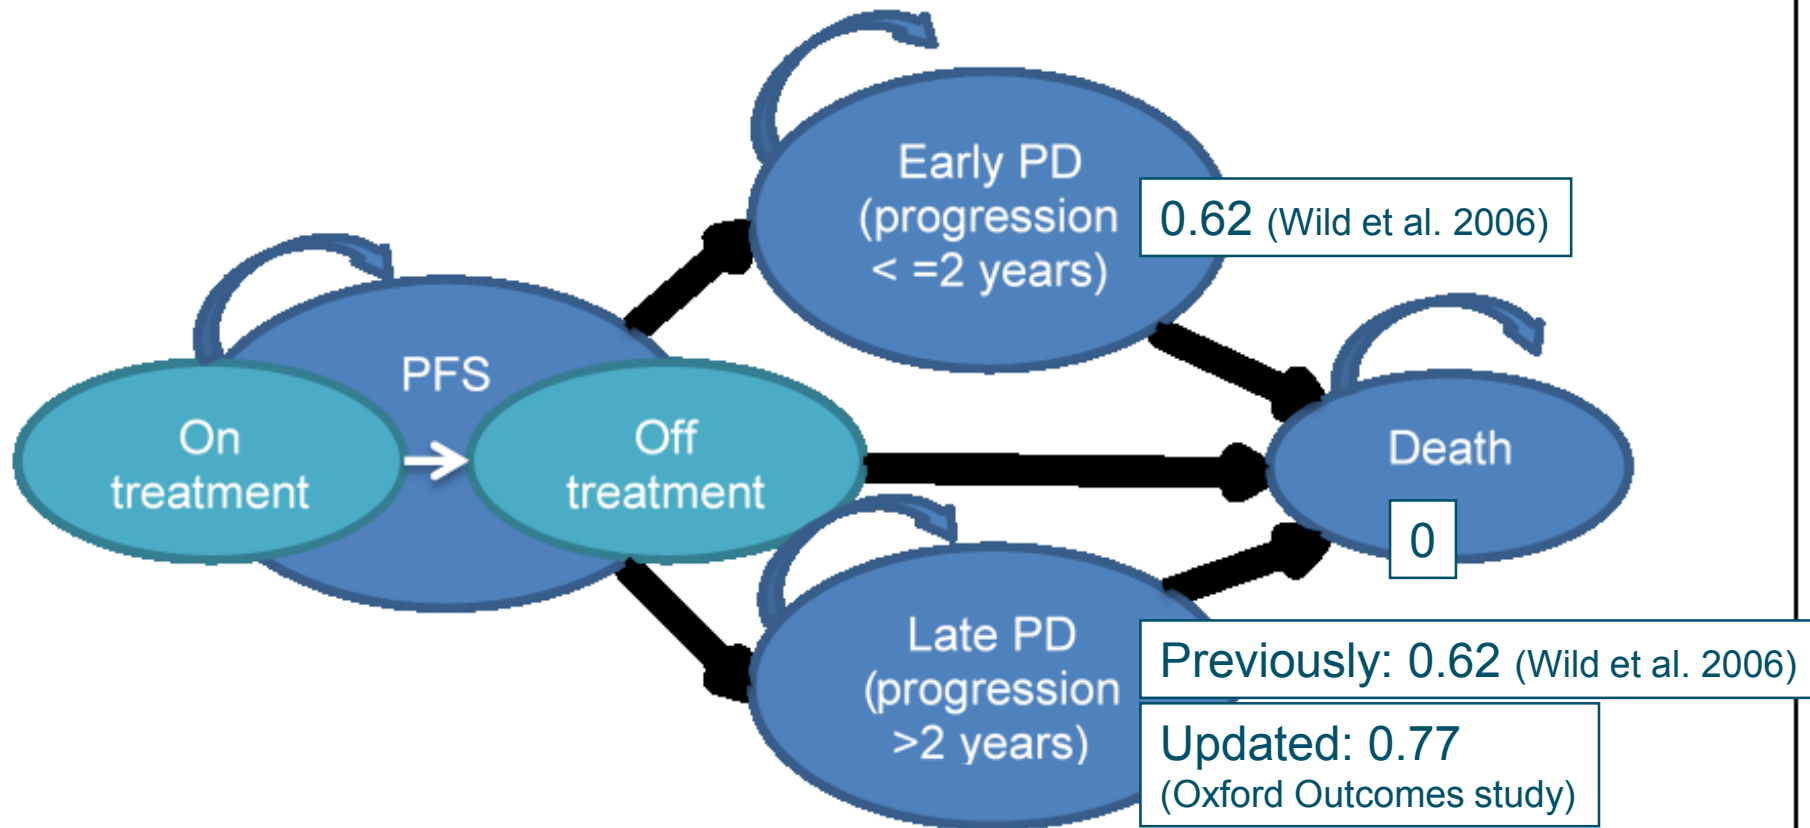 Early PD
(progression
< =2 years)
0.62 (Wild et al. 2006)
PFS
On
treatment
Off
treatment
Death
0
Late PD
(progression
>2 years)
Previously: 0.62 (Wild et al. 2006)
Updated: 0.77
(Oxford Outcomes study)